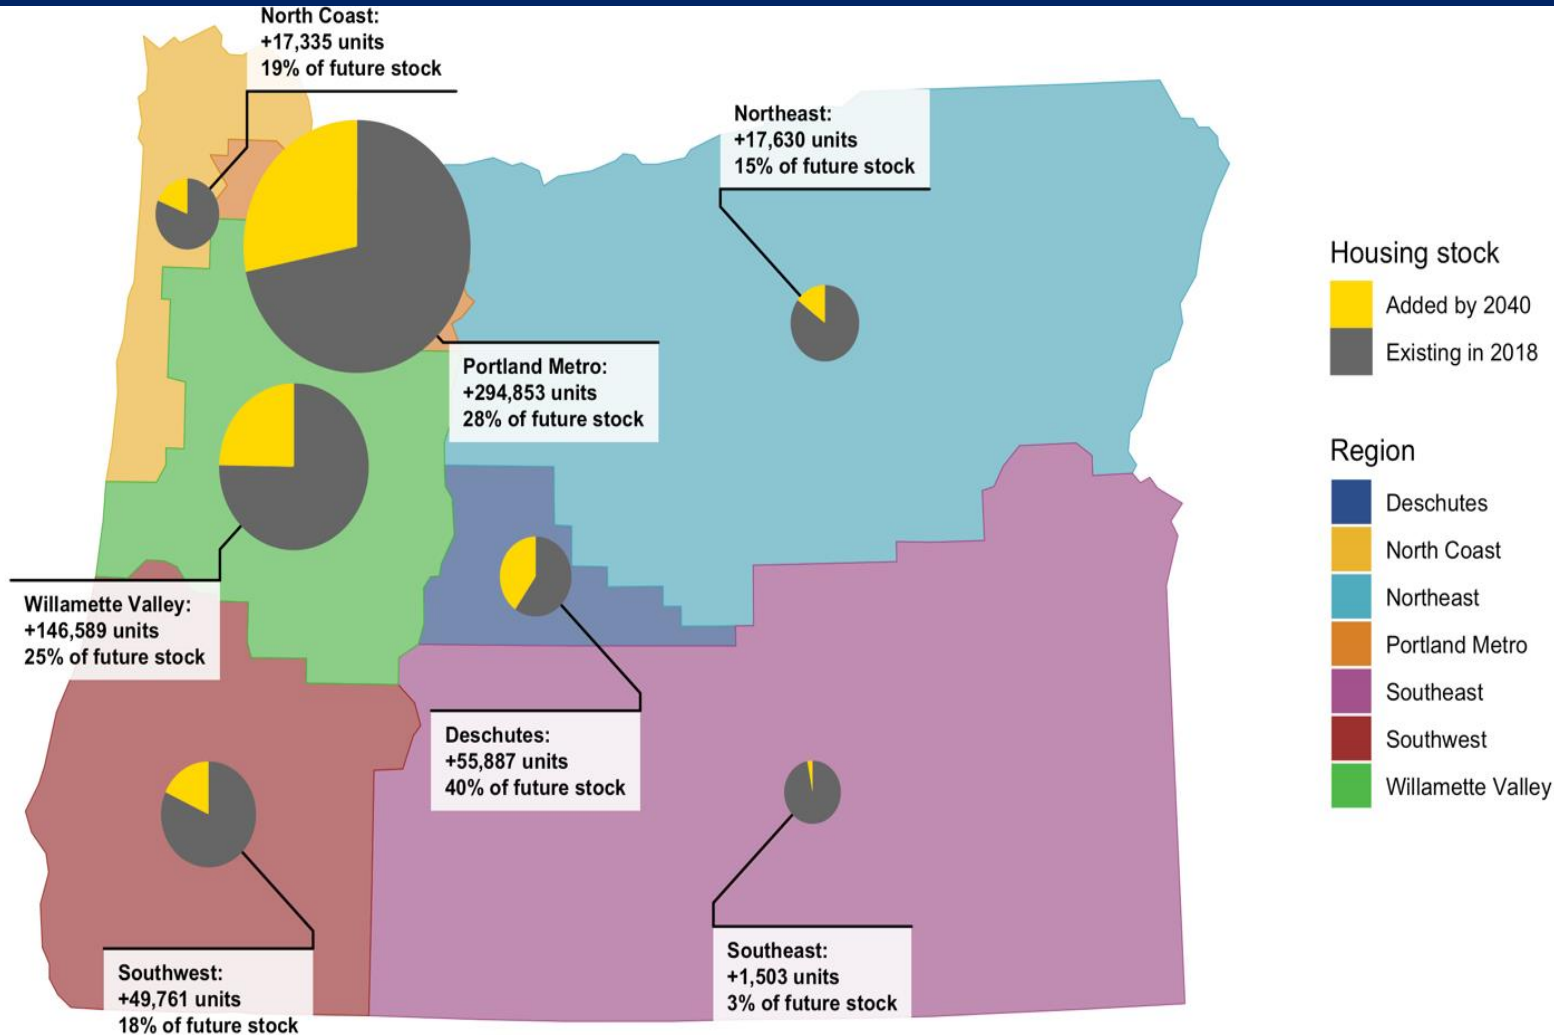 North Coast:
+17,335 units
19% of future stock
Northeast:
+17,630 units
15% of future stock
Portland Metro:
+294,853 units
28% of future stock
Willamette Valley:
+146,589 units
25% of future stock
Deschutes:
+55,887 units
40% of future stock
Southwest:
+49,761 units
18% of future stock
Southeast:
+1,503 units
3% of future stock
Housing stock
Added by 2040
Existing in 2018
Region
Deschutes
North Coast
Northeast
Portland Metro
Southeast
Southwest
Willamette Valley